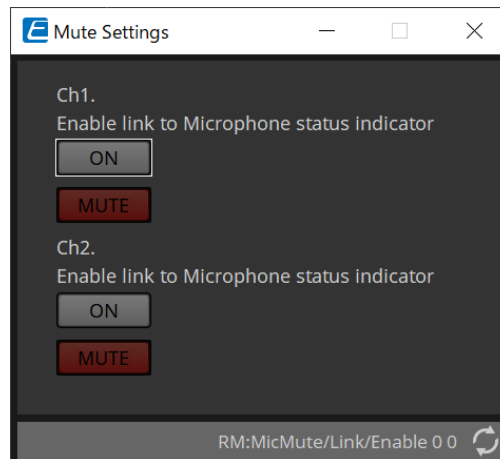 Mute Settings
Ch1.
Enable link to Microphone status indicator
ON
MUTE
Ch2.
Enable link to Microphone status indicator
ON
MUTE
RM:MicMute/Link/Enable 0 0